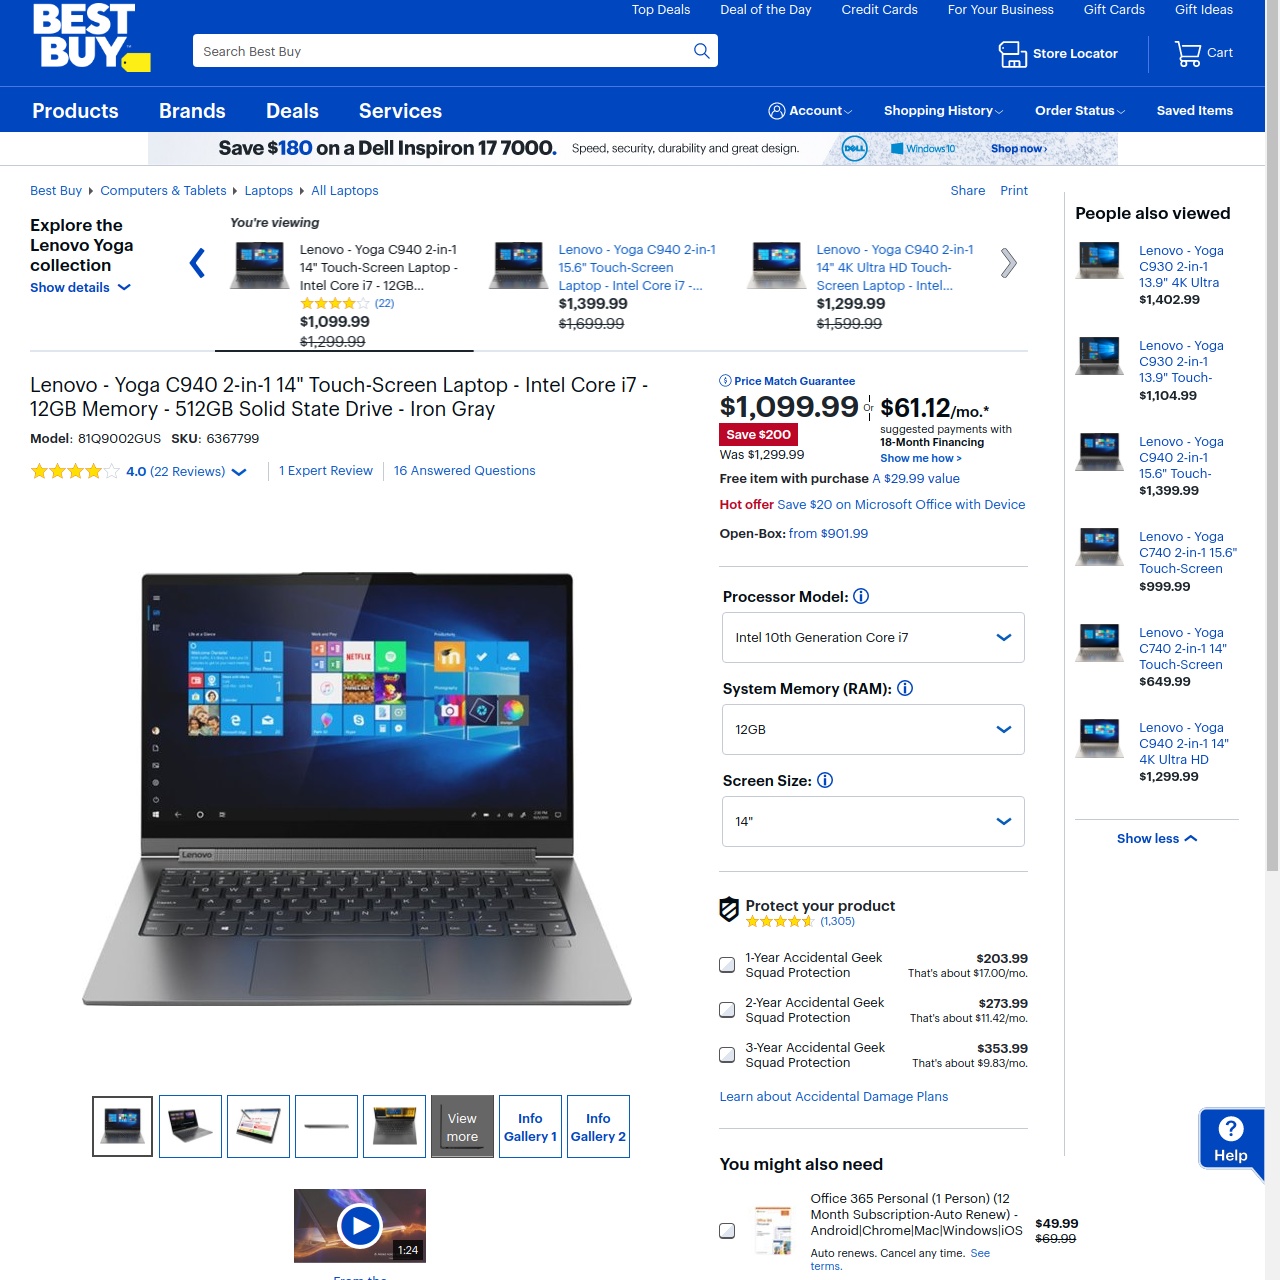 BEST
BUY
Top Deals
Deal of the Day
Credit Cards
For Your Business
Gift Cards
Gift Ideas
Search Best Buy
Store Locator
Cart
Products
Brands
Deals
Services
Account
Shopping History
Order Status
Saved Items
Save $180 on a Dell Inspiron 17 7000.
Speed, security, durability and great design.
DELL
Windows10
Shop now ›
Best Buy
Computers & Tablets
Laptops
All Laptops
Share
Print
Explore the
Lenovo Yoga
collection
Show details
You're viewing
Lenovo - Yoga C940 2-in-1
14" Touch-Screen Laptop -
Intel Core i7 - 12GB...
(22)
$1,099.99
$1,299.99
Lenovo - Yoga C940 2-in-1
15.6" Touch-Screen
Laptop - Intel Core i7 -...
$1,399.99
$1,699.99
Lenovo - Yoga C940 2-in-1
14" 4K Ultra HD Touch-
Screen Laptop - Intel...
$1,299.99
$1,599.99
Lenovo - Yoga C940 2-in-1 14" Touch-Screen Laptop - Intel Core i7 -
12GB Memory - 512GB Solid State Drive - Iron Gray
Model: 81Q9002GUS SKU: 6367799
4.0 (22 Reviews)
1 Expert Review
16 Answered Questions
Lenovo
NETFLIX
View
more
Info
Gallery 1
Info
Gallery 2
1:24
From the
Price Match Guarantee
$1,099.99
Or
$61.12/mo.*
suggested payments with
18-Month Financing
Show me how >
Save $200
Was $1,299.99
Free item with purchase A $29.99 value
Hot offer Save $20 on Microsoft Office with Device
Open-Box: from $901.99
Processor Model:
Intel 10th Generation Core i7
System Memory (RAM):
12GB
Screen Size:
14"
Protect your product
(1,305)
1-Year Accidental Geek
Squad Protection
$203.99
That's about $17.00/mo.
2-Year Accidental Geek
Squad Protection
$273.99
That's about $11.42/mo.
3-Year Accidental Geek
Squad Protection
$353.99
That's about $9.83/mo.
Learn about Accidental Damage Plans
You might also need
Office 365 Personal (1 Person) (12
Month Subscription-Auto Renew) -
Android|Chrome|Mac|Windows|iOS
$49.99
$69.99
Auto renews. Cancel any time. See
terms.
People also viewed
Lenovo - Yoga
C930 2-in-1
13.9" 4K Ultra
$1,402.99
Lenovo - Yoga
C930 2-in-1
13.9" Touch-
$1,104.99
Lenovo - Yoga
C940 2-in-1
15.6" Touch-
$1,399.99
Lenovo - Yoga
C740 2-in-1 15.6"
Touch-Screen
$999.99
Lenovo - Yoga
C740 2-in-1 14"
Touch-Screen
$649.99
Lenovo - Yoga
C940 2-in-1 14"
4K Ultra HD
$1,299.99
Show less
Help